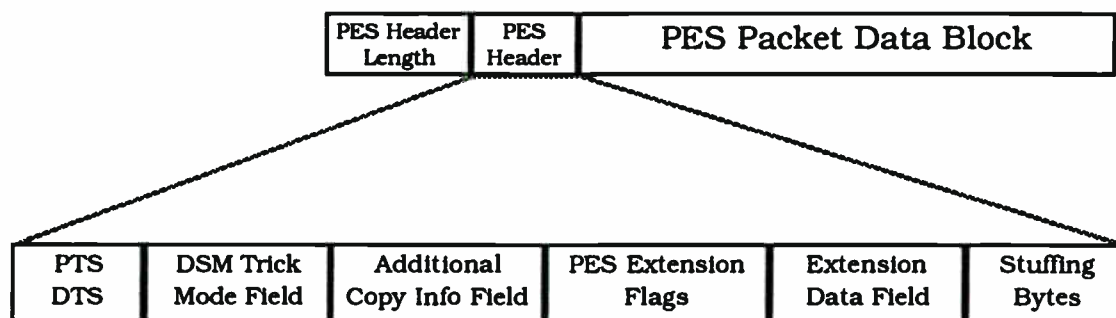 PES Header
Length
PES
Header
PES Packet Data Block
PTS
DTS
DSM Trick
Mode Field
Additional
Copy Info Field
PES Extension
Flags
Extension
Data Field
Stuffing
Bytes